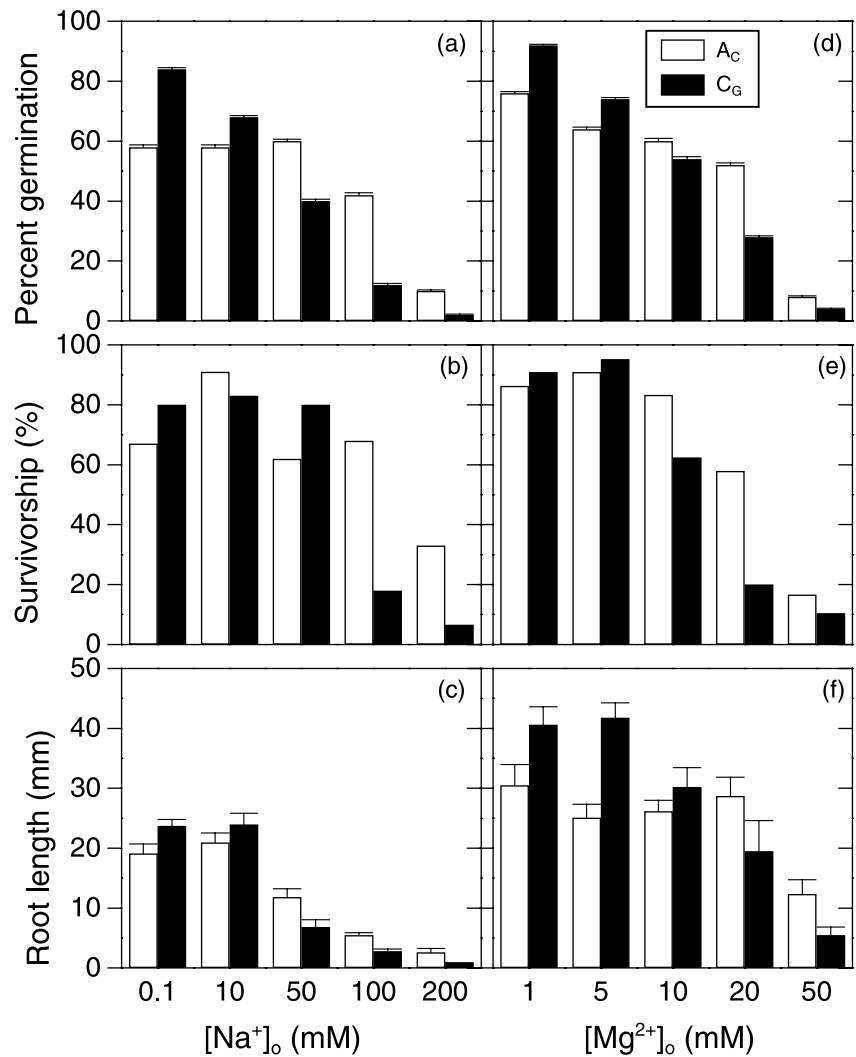 Percent germination
100
80
60
40
20
0
(a)
(d)
A_C
C_G
Survivorship (%)
100
80
60
40
20
0
(b)
(e)
Root length (mm)
50
40
30
20
10
0
(c)
(f)
0.1 10 50 100 200
1 5 10 20 50
[Na⁺]ₒ (mM)
[Mg²⁺]ₒ (mM)